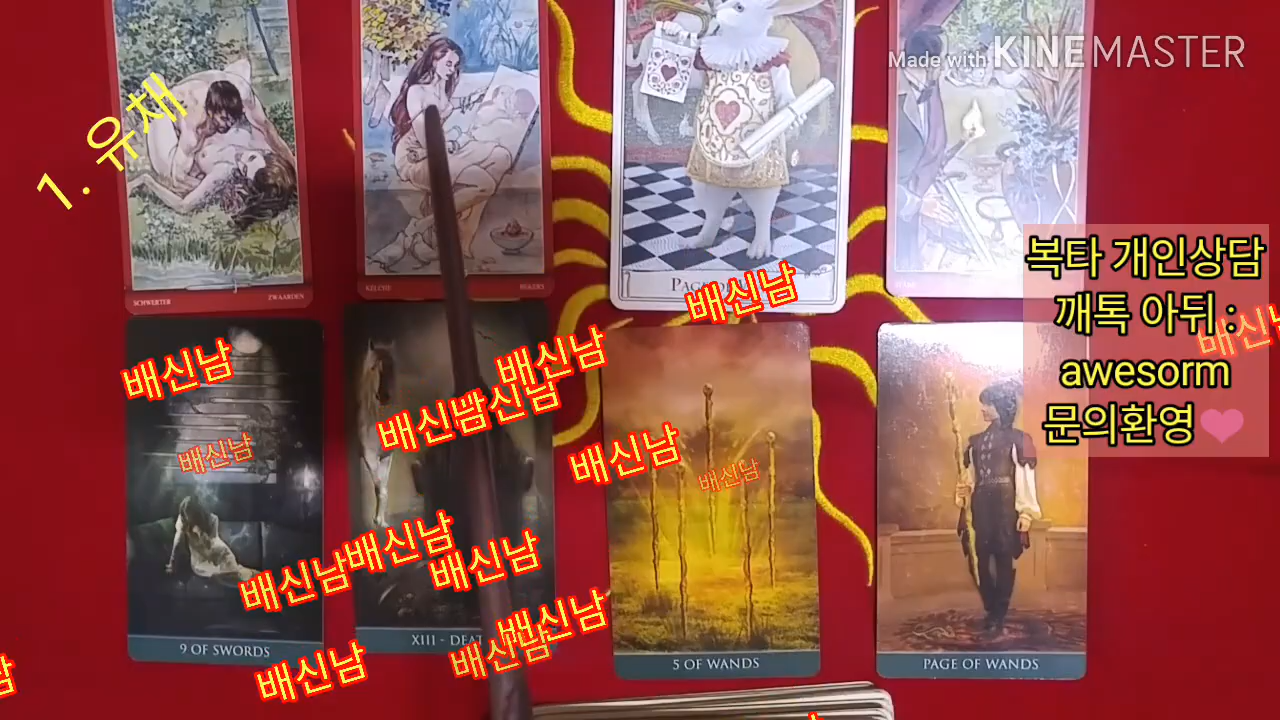 Made with KINEMASTER
1. 유채
SCHWERTER ZWAARDEN
KELCHE BEKERS
배신남
복타 개인상담
깨톡 아뒤 :
awesorm
문의환영
배신남
배신남
배신남
배신남
배신남
배신남
배신남
배신남
배신남
배신남
배신남
배신남
배신남
배신남
9 OF SWORDS
5 OF WANDS
PAGE OF WANDS